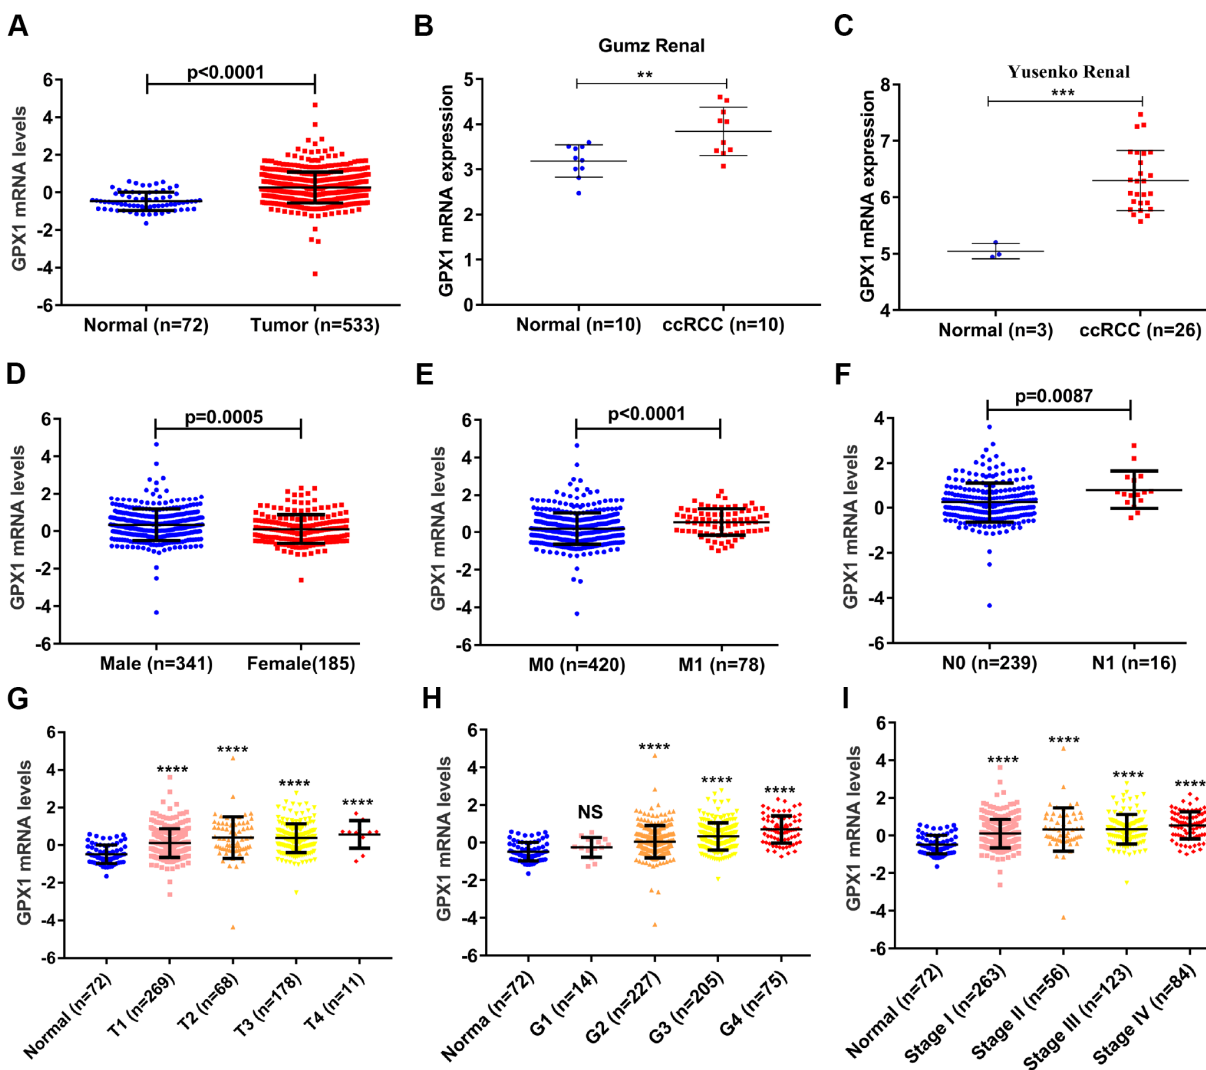 A
GPX1 mRNA levels
6
4
2
0
-2
-4
-6
p<0.0001
Normal (n=72)
Tumor (n=533)
B
Gumz Renal
GPX1 mRNA expression
5
4
3
2
1
0
**
Normal (n=10)
ccRCC (n=10)
C
Yusenko Renal
GPX1 mRNA expression
8
7
6
5
4
***
Normal (n=3)
ccRCC (n=26)
D
GPX1 mRNA levels
6
4
2
0
-2
-4
-6
p=0.0005
Male (n=341)
Female(185)
E
GPX1 mRNA levels
6
4
2
0
-2
-4
-6
p<0.0001
M0 (n=420)
M1 (n=78)
F
GPX1 mRNA levels
4
2
0
-2
-4
-6
p=0.0087
N0 (n=239)
N1 (n=16)
G
GPX1 mRNA levels
6
4
2
0
-2
-4
-6
****
****
****
****
Normal (n=72)
T1 (n=269)
T2 (n=68)
T3 (n=178)
T4 (n=11)
H
GPX1 mRNA levels
6
4
2
0
-2
-4
-6
NS
****
****
****
Norma (n=72)
G1 (n=14)
G2 (n=227)
G3 (n=205)
G4 (n=75)
I
GPX1 mRNA levels
6
4
2
0
-2
-4
-6
****
****
****
****
Normal (n=72)
Stage I (n=263)
Stage II (n=56)
Stage III (n=123)
Stage IV (n=84)